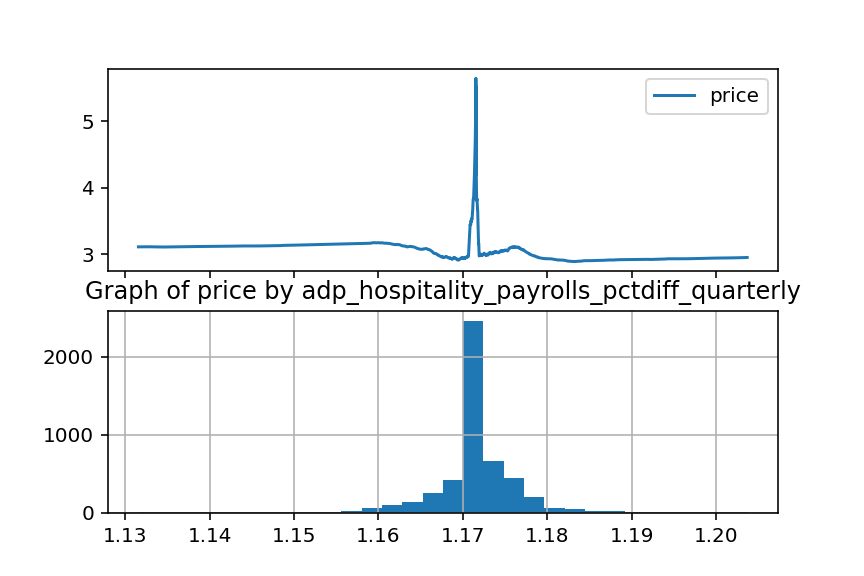 5
4
3
price
Graph of price by adp_hospitality_payrolls_pctdiff_quarterly
2000
1000
0
1.13 1.14 1.15 1.16 1.17 1.18 1.19 1.20